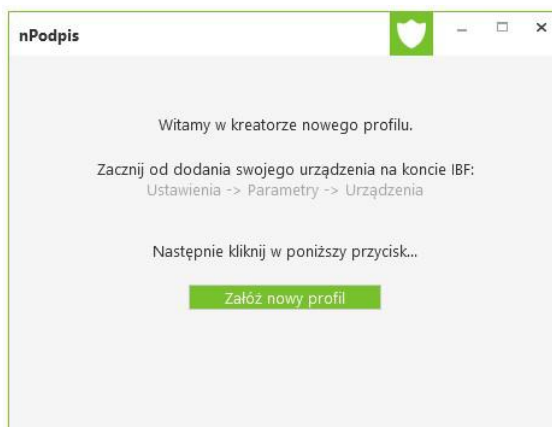 nPodpis
Witamy w kreatorze nowego profilu.
Zacznij od dodania swojego urządzenia na koncie IBF:
Ustawienia -> Parametry -> Urządzenia
Następnie kliknij w poniższy przycisk...
Załóż nowy profil